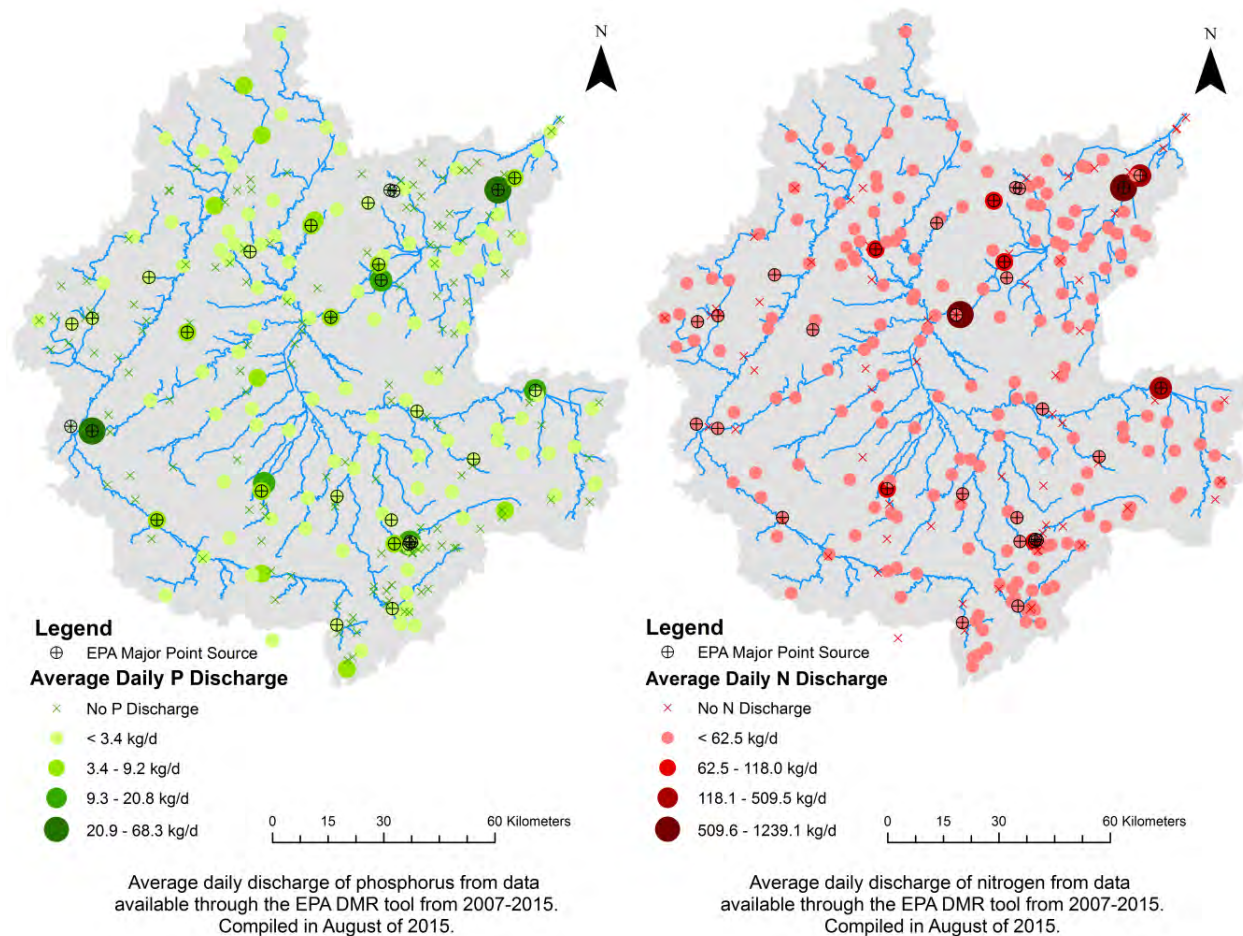 N
Legend
EPA Major Point Source
Average Daily P Discharge
No P Discharge
< 3.4 kg/d
3.4 - 9.2 kg/d
9.3 - 20.8 kg/d
20.9 - 68.3 kg/d
0 15 30 60 Kilometers
Average daily discharge of phosphorus from data
available through the EPA DMR tool from 2007-2015.
Compiled in August of 2015.
N
Legend
EPA Major Point Source
Average Daily N Discharge
No N Discharge
< 62.5 kg/d
62.5 - 118.0 kg/d
118.1 - 509.5 kg/d
509.6 - 1239.1 kg/d
0 15 30 60 Kilometers
Average daily discharge of nitrogen from data
available through the EPA DMR tool from 2007-2015.
Compiled in August of 2015.